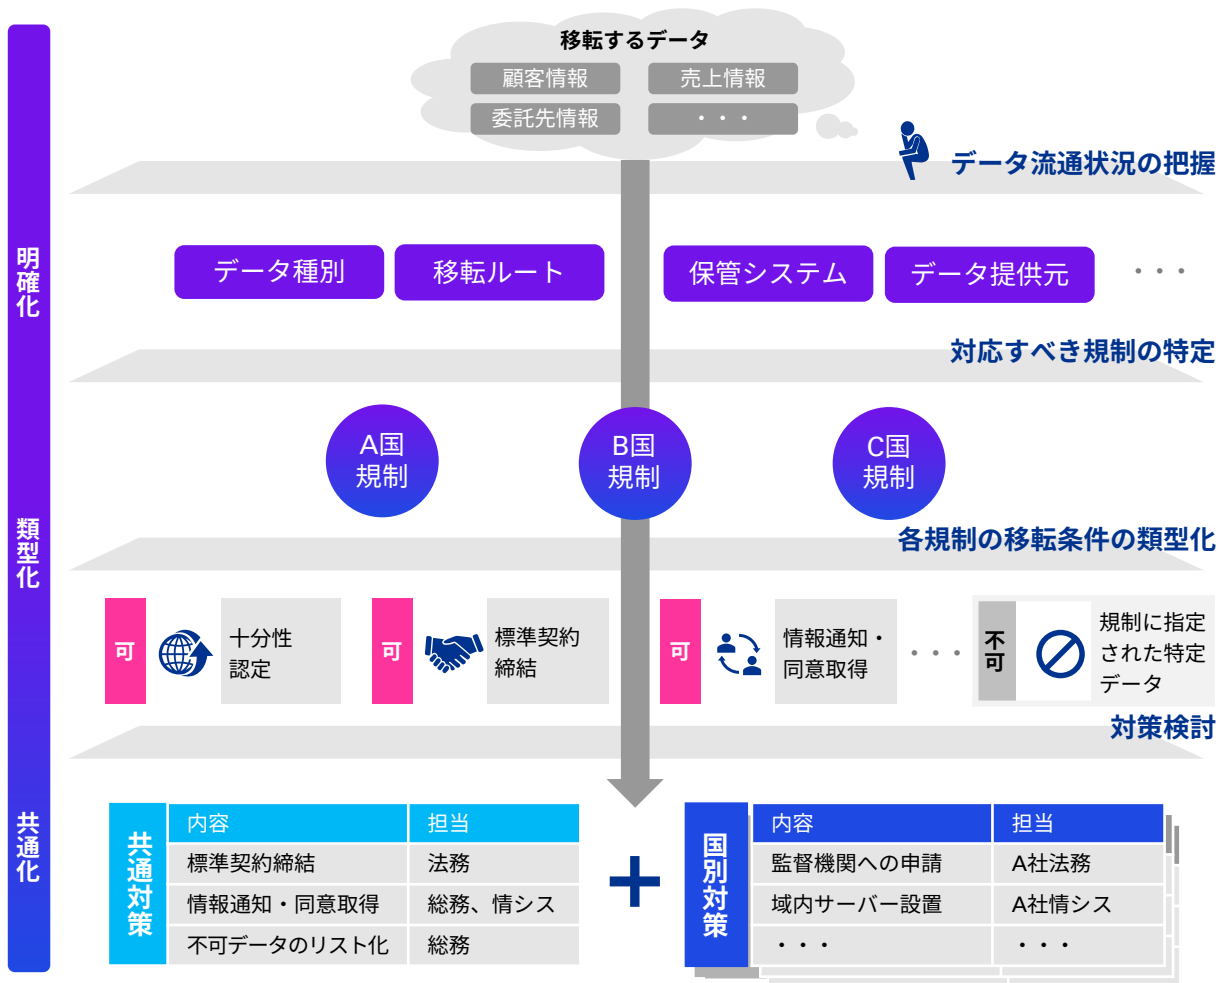 移転するデータ
顧客情報
売上情報
委託先情報
・・・
データ流通状況の把握
明確化
データ種別
移転ルート
保管システム
データ提供元
・・・
対応すべき規制の特定
類型化
A国
規制
B国
規制
C国
規制
各規制の移転条件の類型化
可
十分性
認定
可
標準契約
締結
可
情報通知・
同意取得
・・・
不可
規制に指定
された特定
データ
対策検討
共通化
共通対策
内容 担当
標準契約締結 法務
情報通知・同意取得 総務、情シス
不可データのリスト化 総務
国別対策
内容 担当
監督機関への申請 A社法務
域内サーバー設置 A社情シス
・・・ ・・・